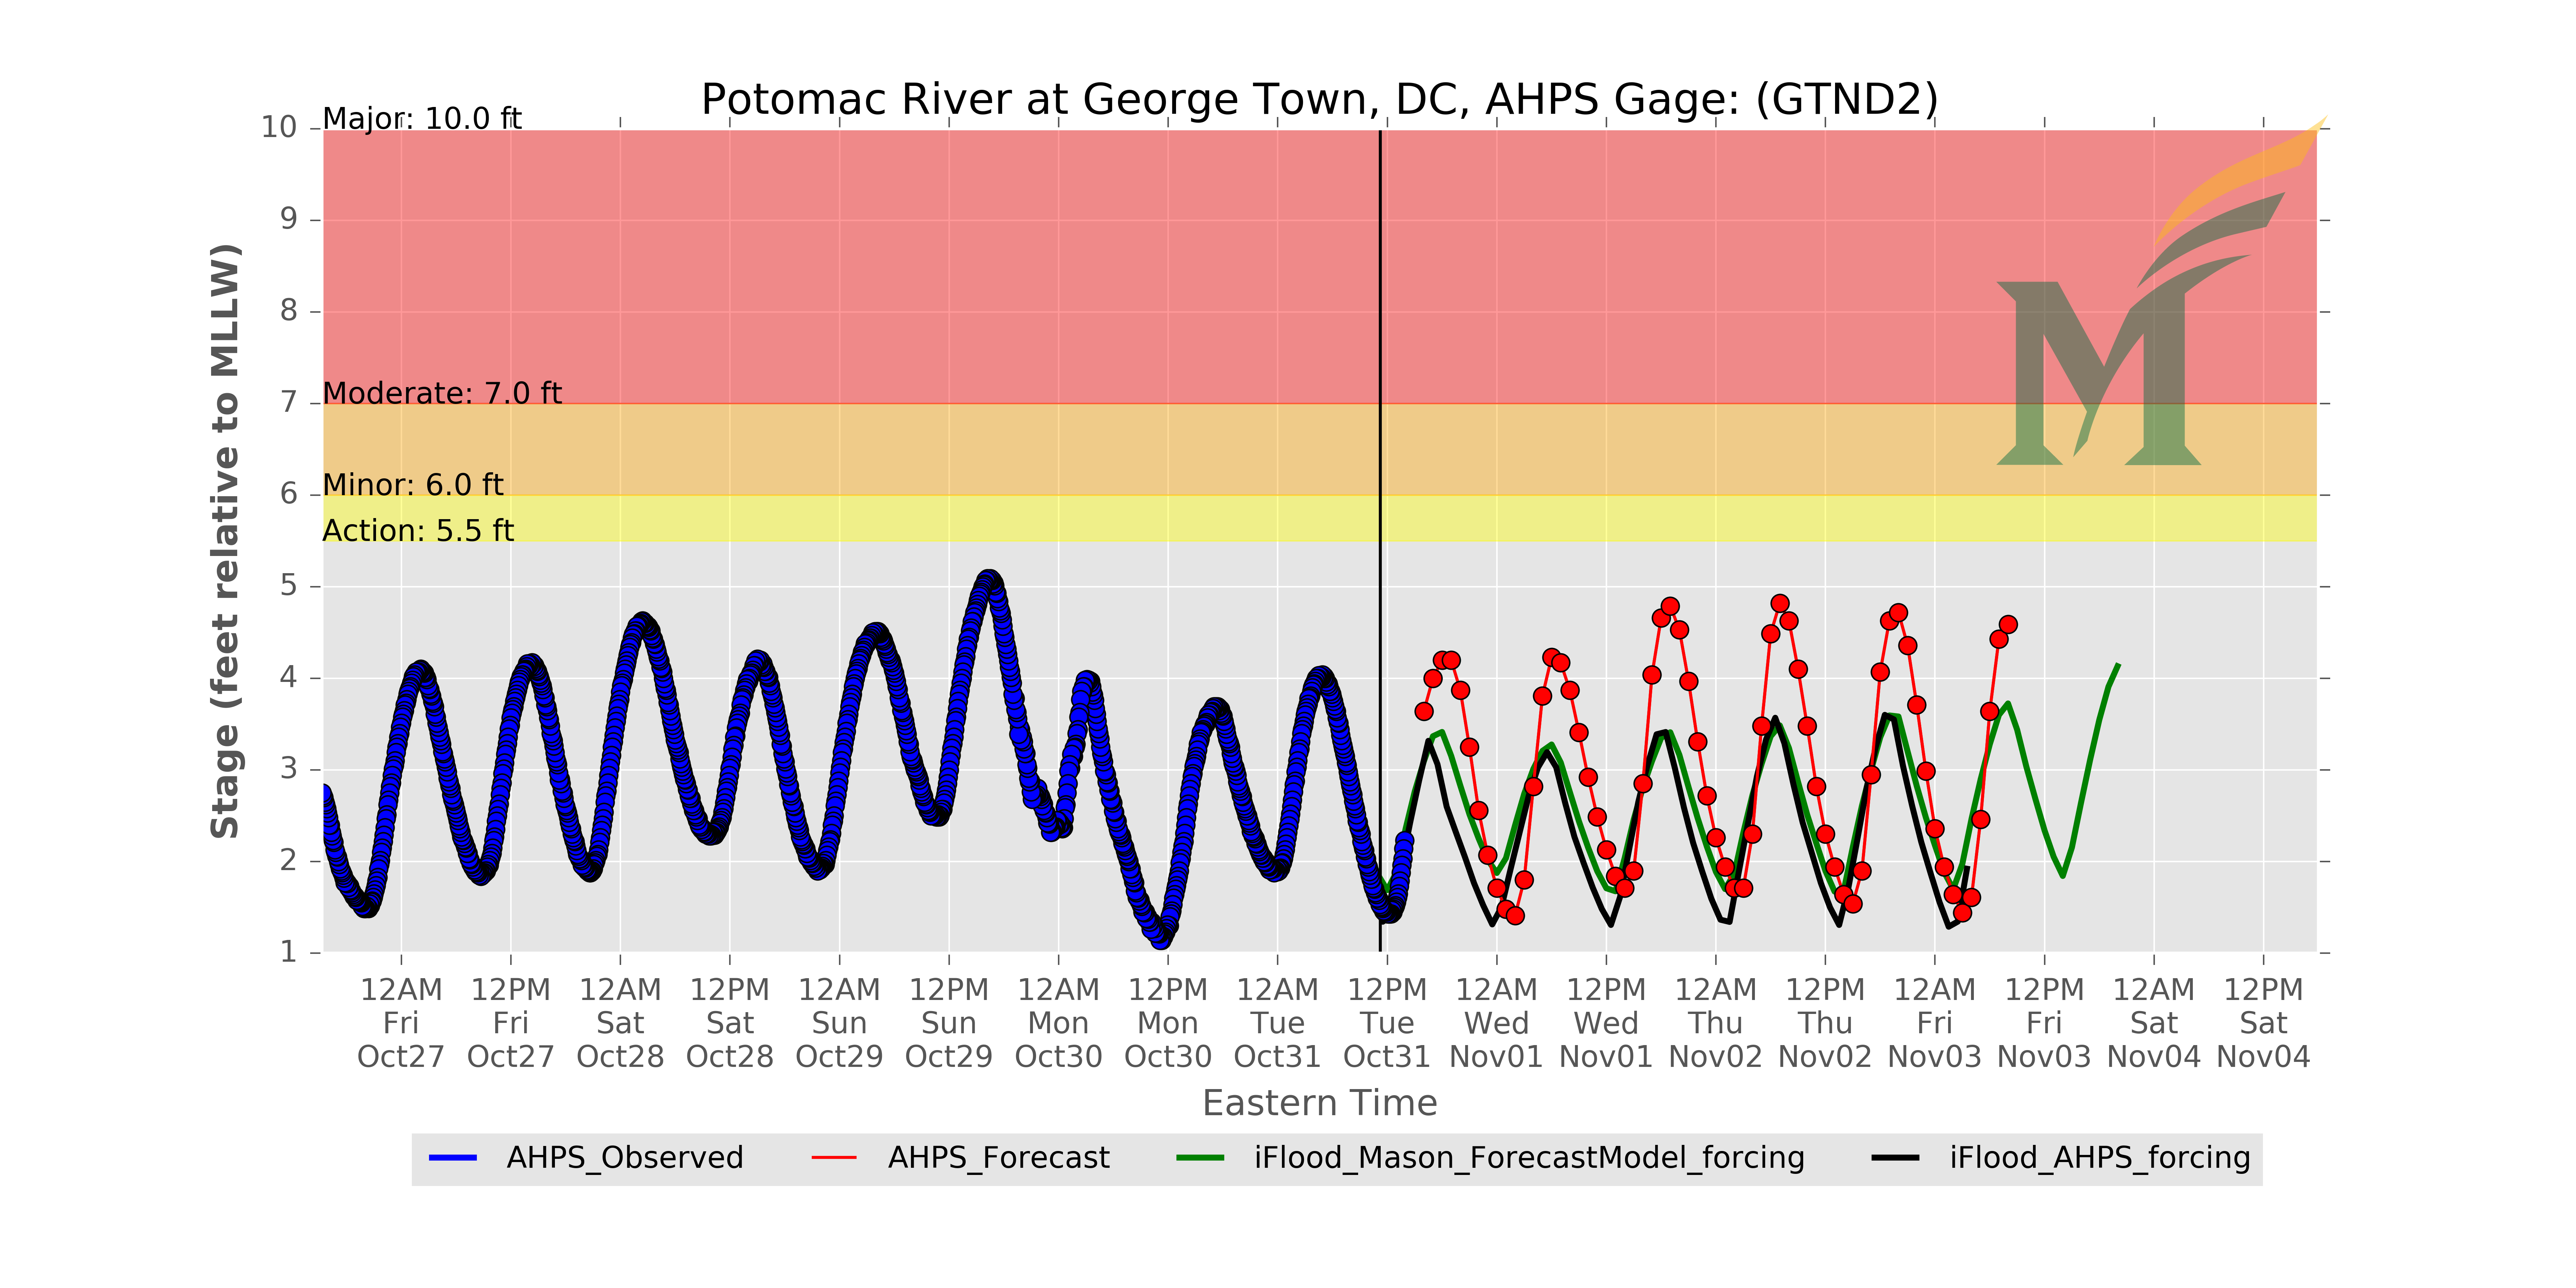 Potomac River at George Town, DC, AHPS Gage: (GTND2)
Major: 10.0 ft
Moderate: 7.0 ft
Minor: 6.0 ft
Action: 5.5 ft
Stage (feet relative to MLLW)
10
9
8
7
6
5
4
3
2
1
12AM 12PM 12AM 12PM 12AM 12PM 12AM 12PM 12AM 12PM 12AM 12PM 12AM 12PM 12AM 12PM 12AM 12PM
Fri Fri Sat Sat Sun Sun Mon Mon Tue Tue Wed Wed Thu Thu Fri Fri Sat Sat
Oct27 Oct27 Oct28 Oct28 Oct29 Oct29 Oct30 Oct30 Oct31 Oct31 Nov01 Nov01 Nov02 Nov02 Nov03 Nov03 Nov04 Nov04
Eastern Time
AHPS_Observed AHPS_Forecast iFlood_Mason_ForecastModel_forcing iFlood_AHPS_forcing
M